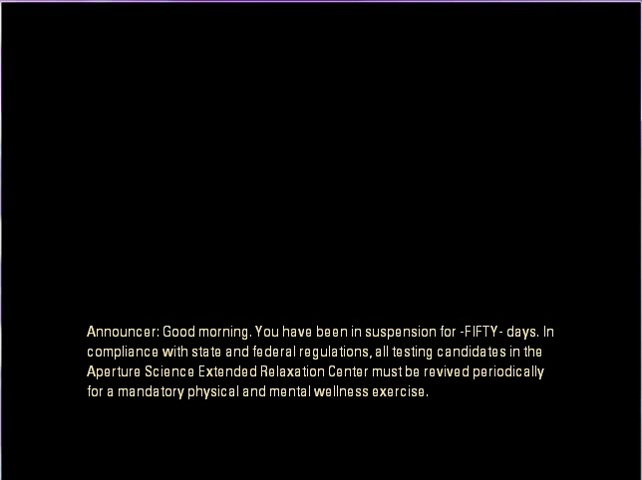 Announcer: Good morning. You have been in suspension for -FIFTY- days. In
compliance with state and federal regulations, all testing candidates in the
Aperture Science Extended Relaxation Center must be revived periodically
for a mandatory physical and mental wellness exercise.